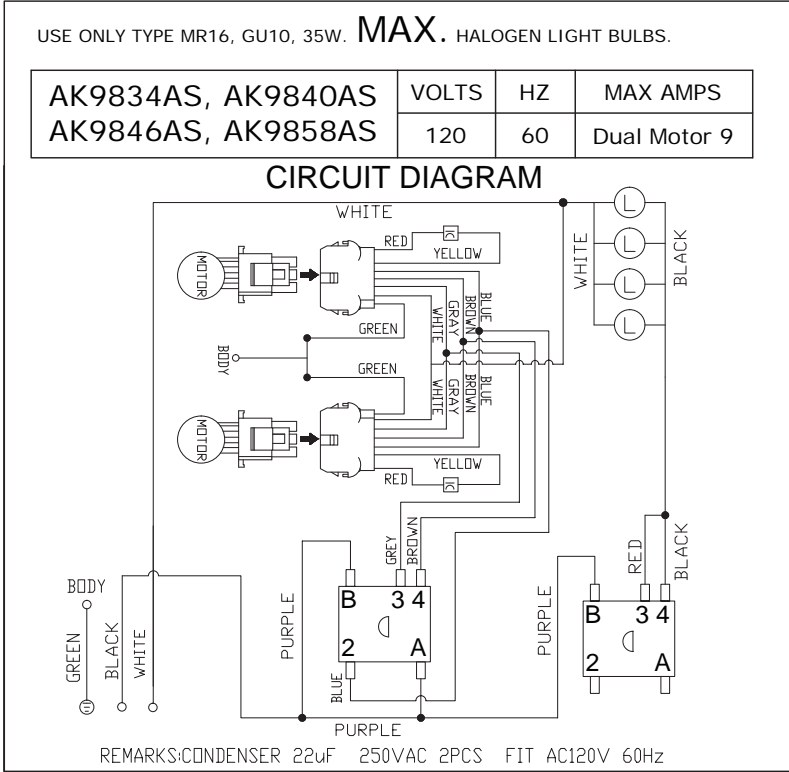 USE ONLY TYPE MR16, GU10, 35W. MAX. HALOGEN LIGHT BULBS.
AK9834AS, AK9840AS
AK9846AS, AK9858AS
VOLTS HZ MAX AMPS
120 60 Dual Motor 9
CIRCUIT DIAGRAM
WHITE
L
L
L
L
WHITE
BLACK
RED
IC
YELLOW
MOTOR
GREEN
WHITE
GRAY
BROWN
BLUE
BODY
GREEN
WHITE
GRAY
BROWN
BLUE
MOTOR
YELLOW
RED
IC
GREY
BROWN
RED
BLACK
BODY
GREEN
BLACK
WHITE
PURPLE
B 3 4
2 A
BLUE
PURPLE
PURPLE
B 3 4
2 A
REMARKS:CONDENSER 22uF 250VAC 2PCS FIT AC120V 60Hz